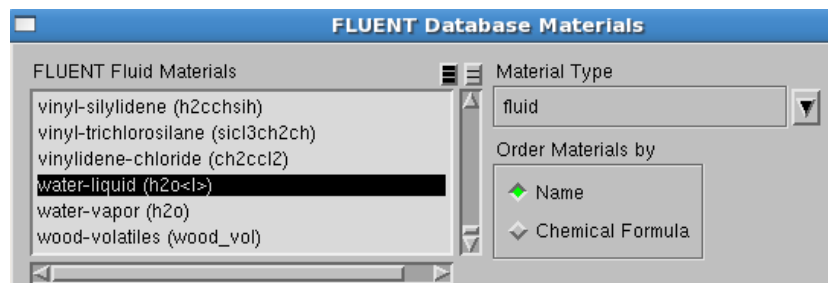 FLUENT Database Materials
FLUENT Fluid Materials
vinyl-silylidene (h2cchsih)
vinyl-trichlorosilane (sicl3ch2ch)
vinylidene-chloride (ch2ccl2)
water-liquid (h2o<l>)
water-vapor (h2o)
wood-volatiles (wood_vol)
Material Type
fluid
Order Materials by
Name
Chemical Formula